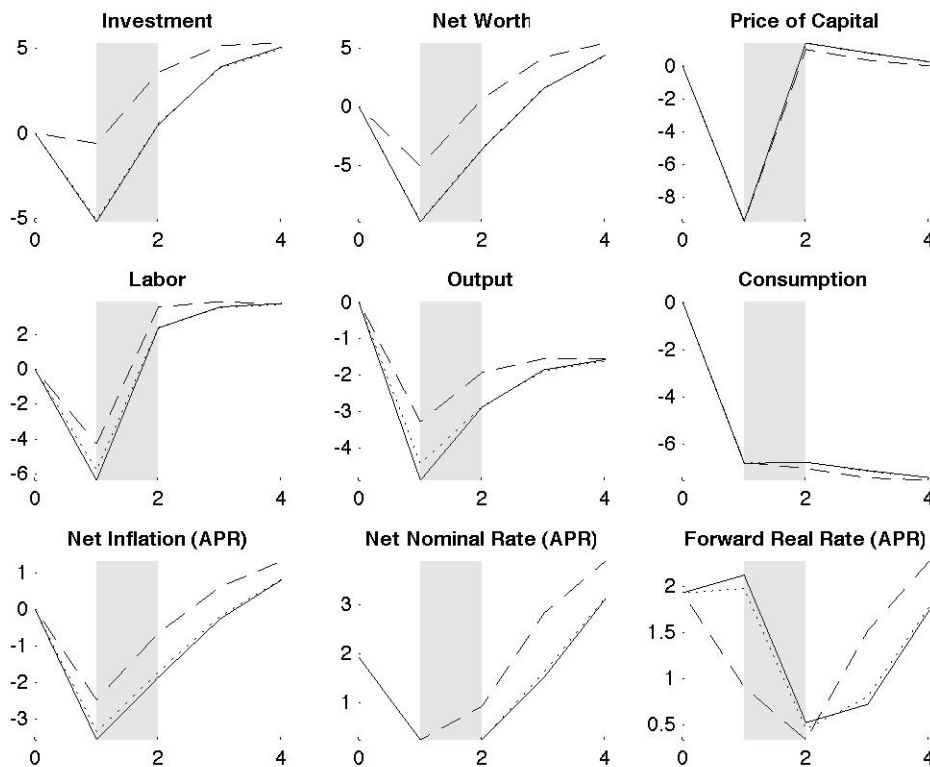 Investment
5
0
-5
0 2 4
Net Worth
5
0
-5
0 2 4
Price of Capital
0
-2
-4
-6
-8
0 2 4
Labor
2
0
-2
-4
-6
0 2 4
Output
0
-1
-2
-3
-4
0 2 4
Consumption
0
-2
-4
-6
0 2 4
Net Inflation (APR)
1
0
-1
-2
-3
0 2 4
Net Nominal Rate (APR)
3
2
1
0 2 4
Forward Real Rate (APR)
2
1.5
1
0.5
0 2 4